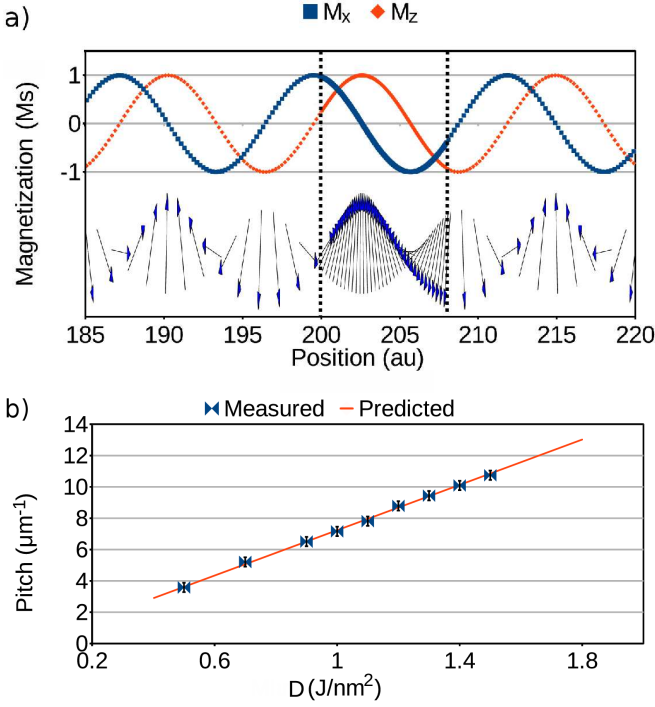 a)
Mx Mz
Magnetization (Ms)
1
0
-1
185 190 195 200 205 210 215 220
Position (au)
b)
Measured Predicted
Pitch (μm⁻¹)
14
12
10
8
6
4
2
0
0.2 0.6 1 1.4 1.8
D (J/nm²)